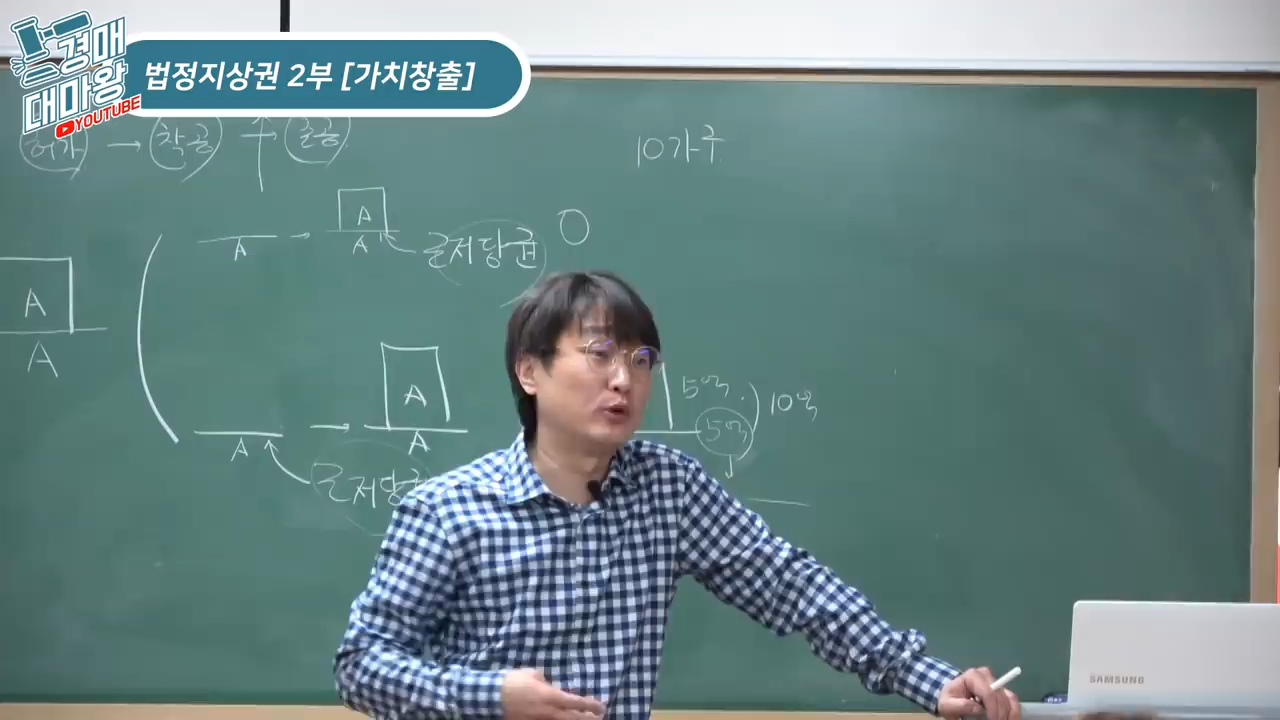 경매
대마왕
YOUTUBE
법정지상권 2부 [가치창출]
허가 → 착공 준공
10가구
A → A
A
근저당권 O
A
A
A
5억
5억
10억
A → A
A
근저당권
SAMSUNG